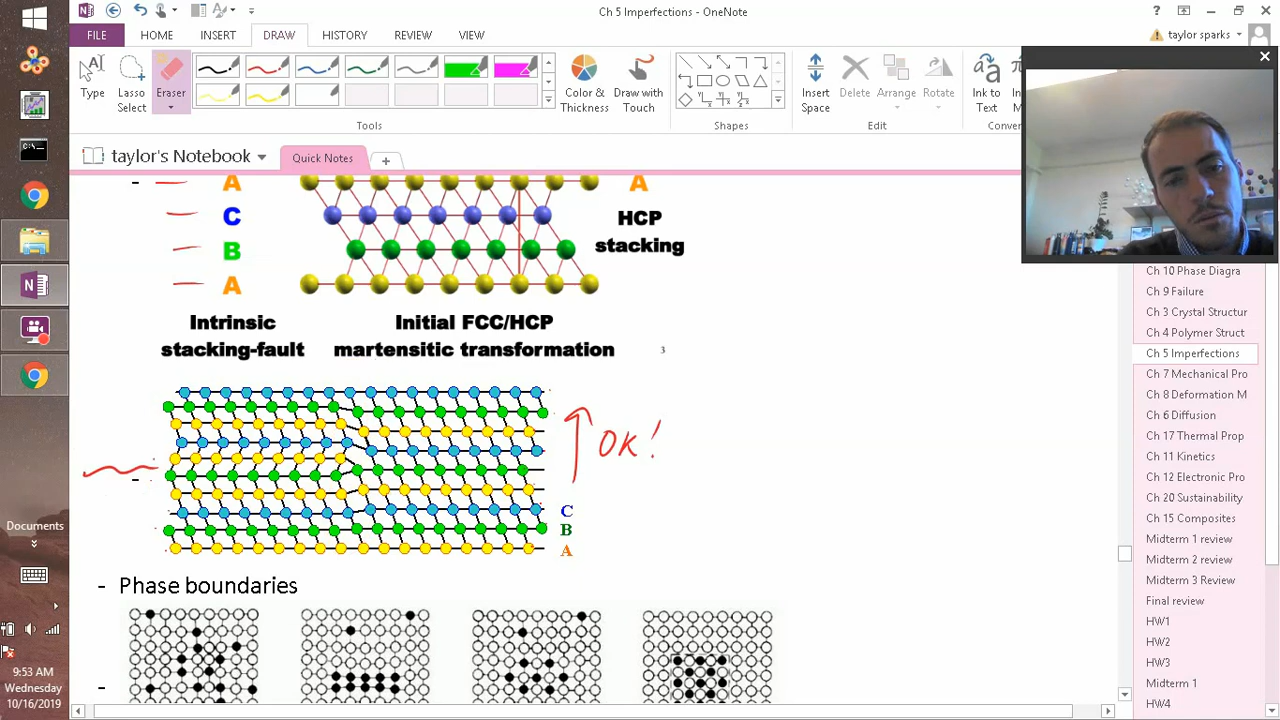 Ch 5 Imperfections - OneNote
FILE HOME INSERT DRAW HISTORY REVIEW VIEW
taylor sparks
Type
Lasso Select
Eraser
Color & Thickness
Draw with Touch
Insert Space
Delete
Arrange
Rotate
Ink to Text
Tools Shapes Edit
taylor's Notebook
Quick Notes
A
C
B
A
A
HCP
stacking
Intrinsic
stacking-fault
Initial FCC/HCP
martensitic transformation
3
OK!
C
B
A
- Phase boundaries
Ch 10 Phase Diagra
Ch 9 Failure
Ch 3 Crystal Structur
Ch 4 Polymer Struct
Ch 5 Imperfections
Ch 7 Mechanical Pro
Ch 8 Deformation M
Ch 6 Diffusion
Ch 17 Thermal Prop
Ch 11 Kinetics
Ch 12 Electronic Pro
Ch 20 Sustainability
Ch 15 Composites
Midterm 1 review
Midterm 2 review
Midterm 3 Review
Final review
HW1
HW2
HW3
Midterm 1
HW4
Documents
9:53 AM
Wednesday
10/16/2019